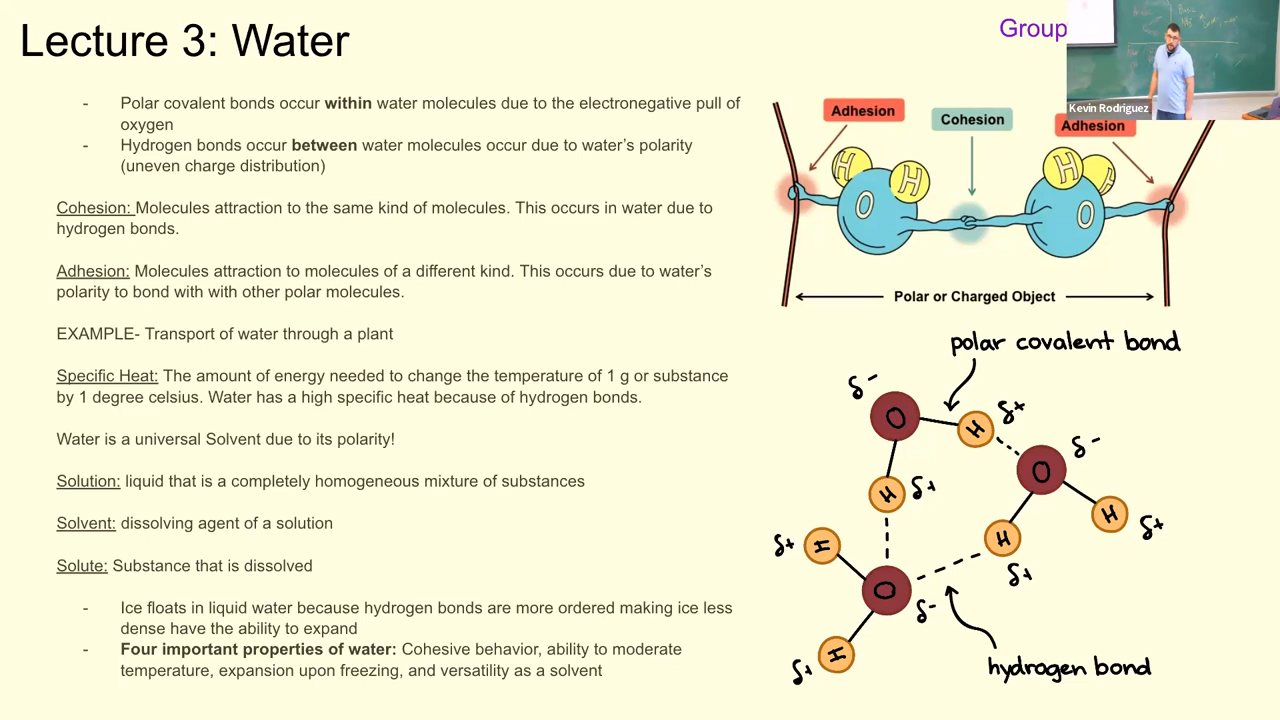 Lecture 3: Water
Group
Kevin Rodriguez
- Polar covalent bonds occur within water molecules due to the electronegative pull of
oxygen
- Hydrogen bonds occur between water molecules occur due to water’s polarity
(uneven charge distribution)
Cohesion: Molecules attraction to the same kind of molecules. This occurs in water due to
hydrogen bonds.
Adhesion: Molecules attraction to molecules of a different kind. This occurs due to water’s
polarity to bond with with other polar molecules.
EXAMPLE- Transport of water through a plant
Specific Heat: The amount of energy needed to change the temperature of 1 g or substance
by 1 degree celsius. Water has a high specific heat because of hydrogen bonds.
Water is a universal Solvent due to its polarity!
Solution: liquid that is a completely homogeneous mixture of substances
Solvent: dissolving agent of a solution
Solute: Substance that is dissolved
- Ice floats in liquid water because hydrogen bonds are more ordered making ice less
dense have the ability to expand
- Four important properties of water: Cohesive behavior, ability to moderate
temperature, expansion upon freezing, and versatility as a solvent
Adhesion
Cohesion
Adhesion
H H H H
O O
Polar or Charged Object
polar covalent bond
δ-
O H δ+
δ-
O
H δ+
H δ+
δ+ H
H
δ+
O
δ-
H
δ+
hydrogen bond